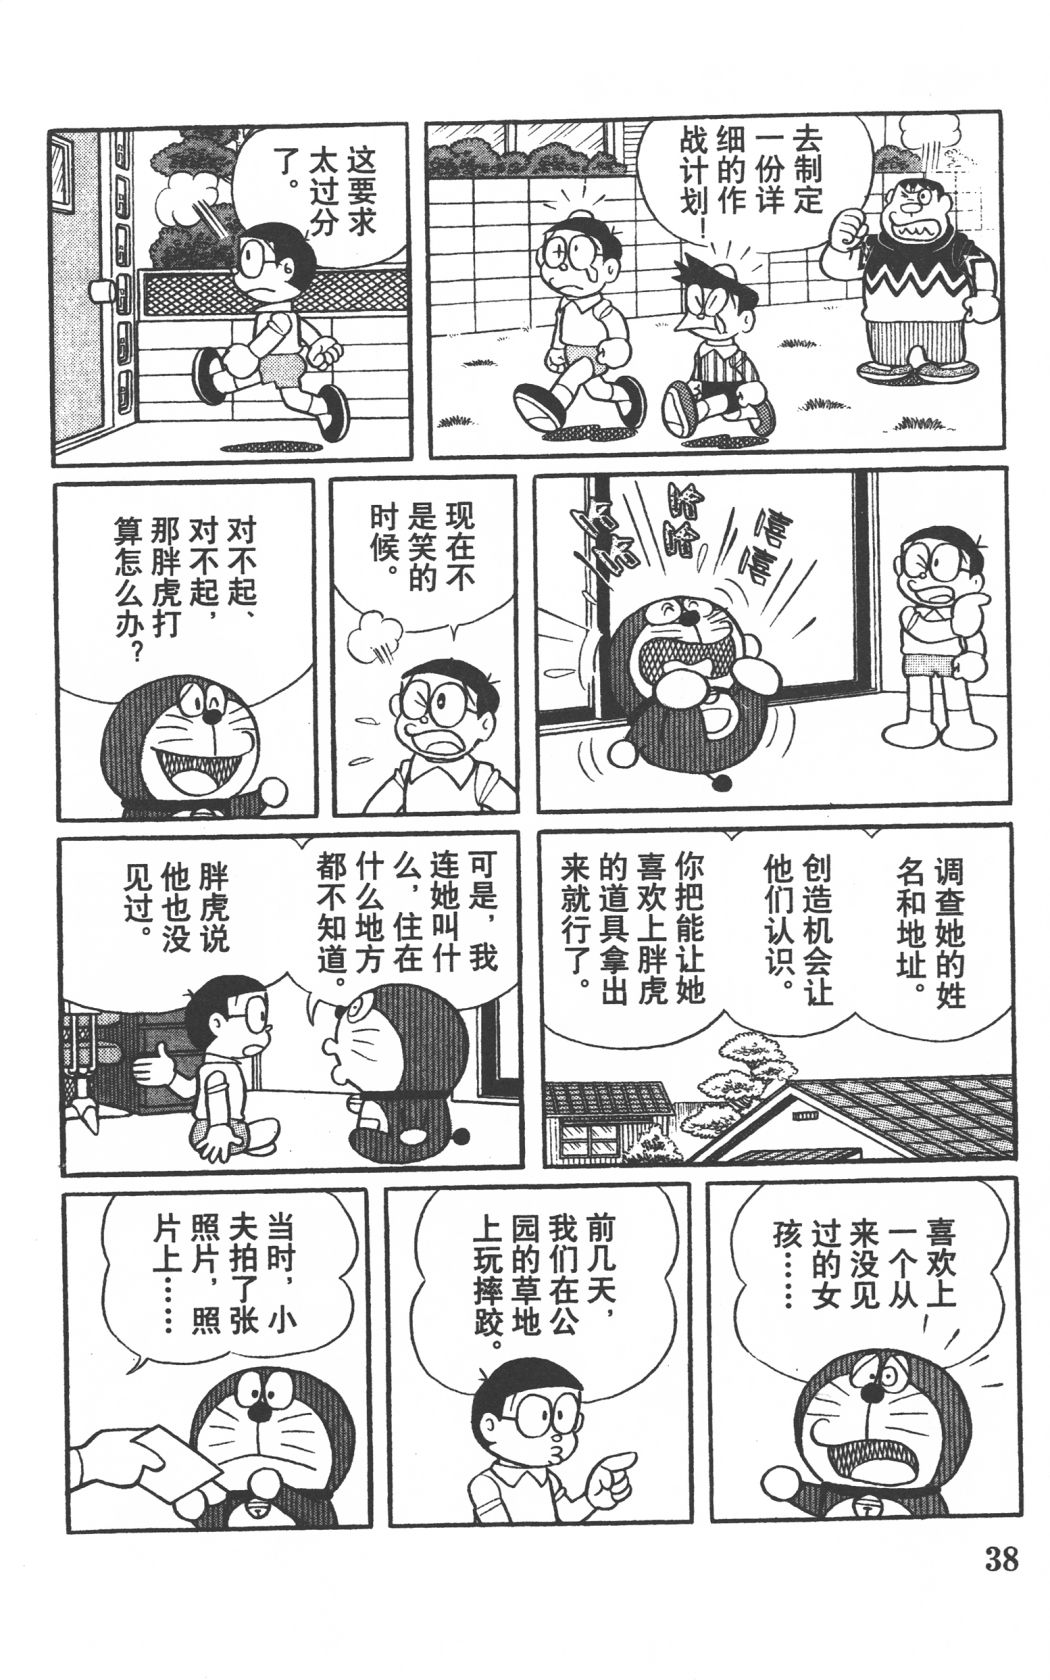 去制定
一份详
细的作
战计划！
这要求
太过分
了。
嘻嘻
现在不
是笑的
时候。
对不起、
对不起，
那胖虎打
算怎么办？
调查她的姓
名和地址。
创造机会让
他们认识。
你把能让她
喜欢上胖虎
的道具拿出
来就行了。
可是，我
连她叫什
么，住在
什么地方
都不知道。
胖虎说
他也没
见过。
喜欢上
一个从
来没见
过的女
孩……
前几天，
我们在公
园的草地
上玩摔跤。
当时，小
夫拍了张
照片，照
片上……
38